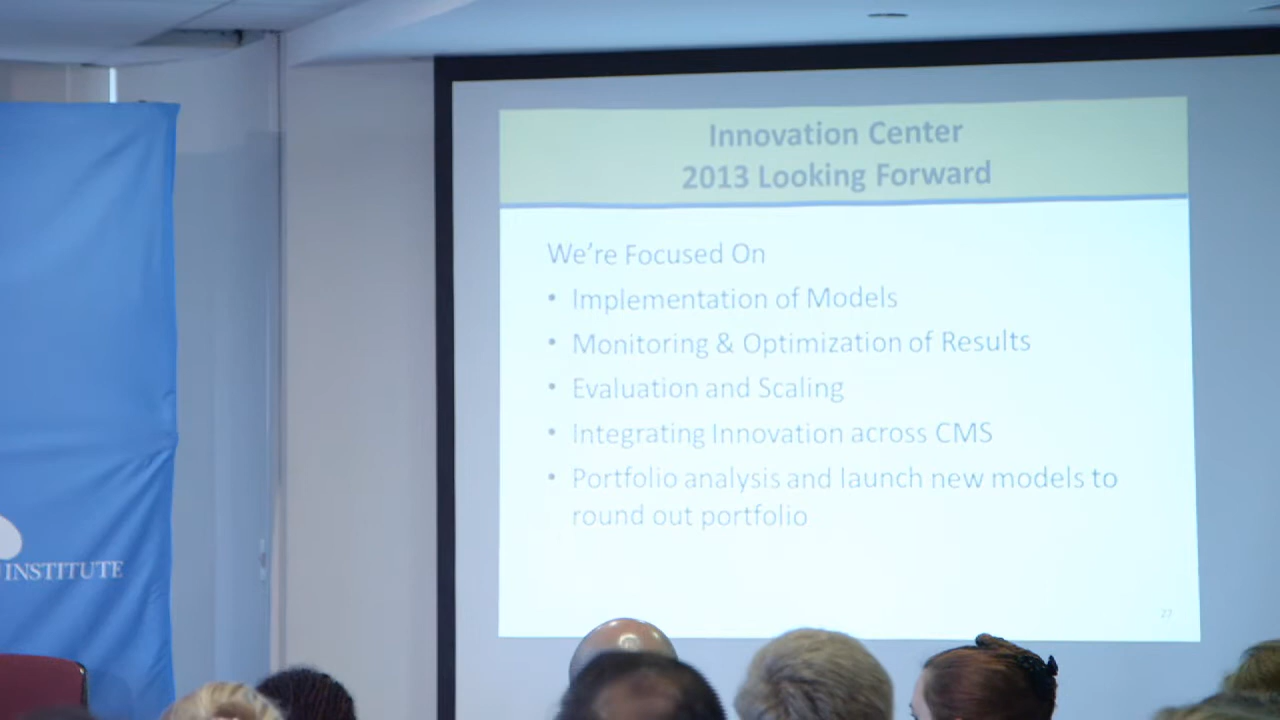 Innovation Center
2013 Looking Forward
We're Focused On
• Implementation of Models
• Monitoring & Optimization of Results
• Evaluation and Scaling
• Integrating Innovation across CMS
• Portfolio analysis and launch new models to
round out portfolio
27
INSTITUTE